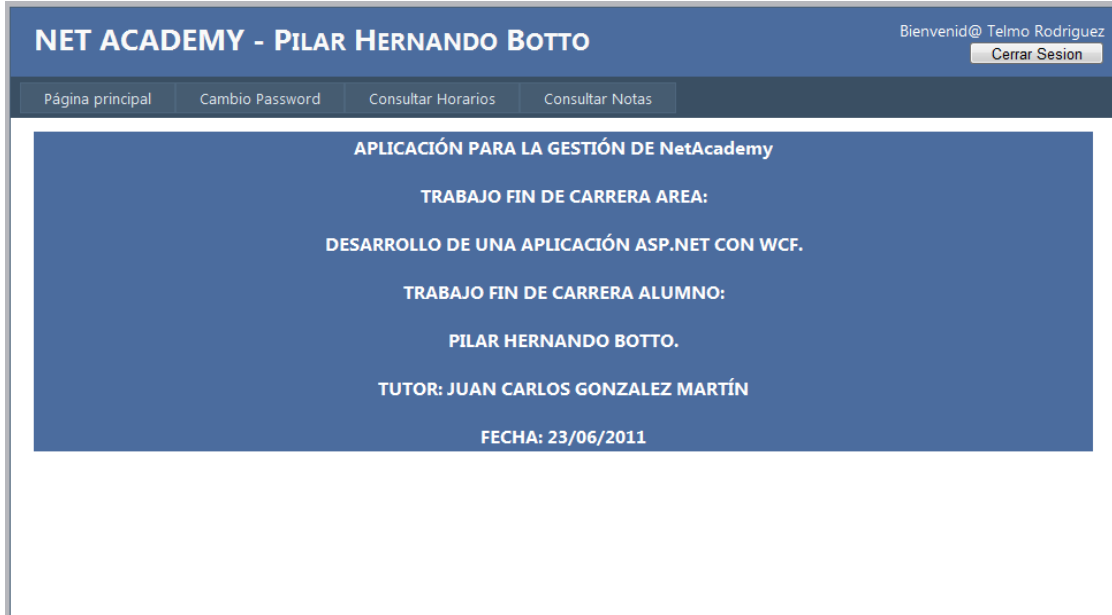 NET ACADEMY - PILAR HERNANDO BOTTO
Bienvenid@ Telmo Rodriguez
Cerrar Sesion
Página principal Cambio Password Consultar Horarios Consultar Notas
APLICACIÓN PARA LA GESTIÓN DE NetAcademy
TRABAJO FIN DE CARRERA AREA:
DESARROLLO DE UNA APLICACIÓN ASP.NET CON WCF.
TRABAJO FIN DE CARRERA ALUMNO:
PILAR HERNANDO BOTTO.
TUTOR: JUAN CARLOS GONZALEZ MARTÍN
FECHA: 23/06/2011